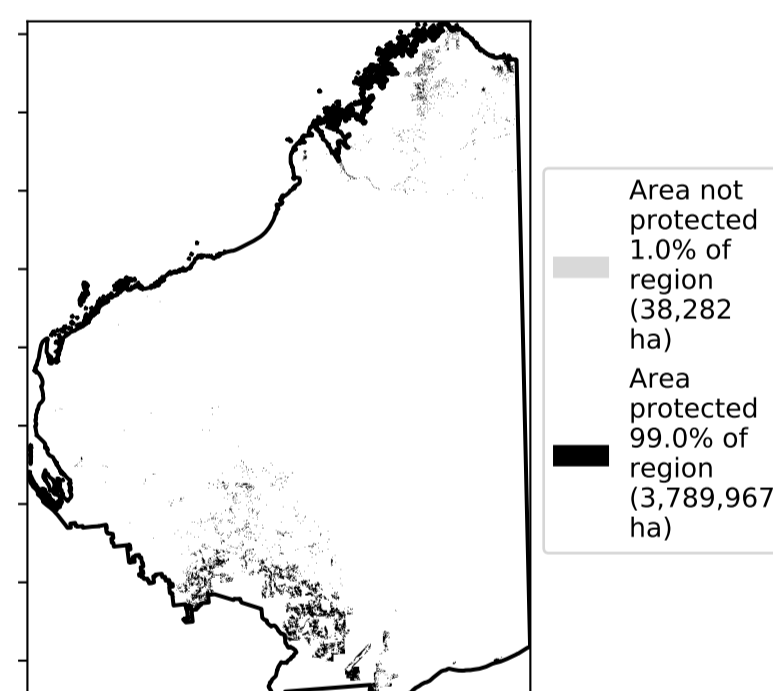 Area not
protected
1.0% of
region
(38,282
ha)
Area
protected
99.0% of
region
(3,789,967
ha)